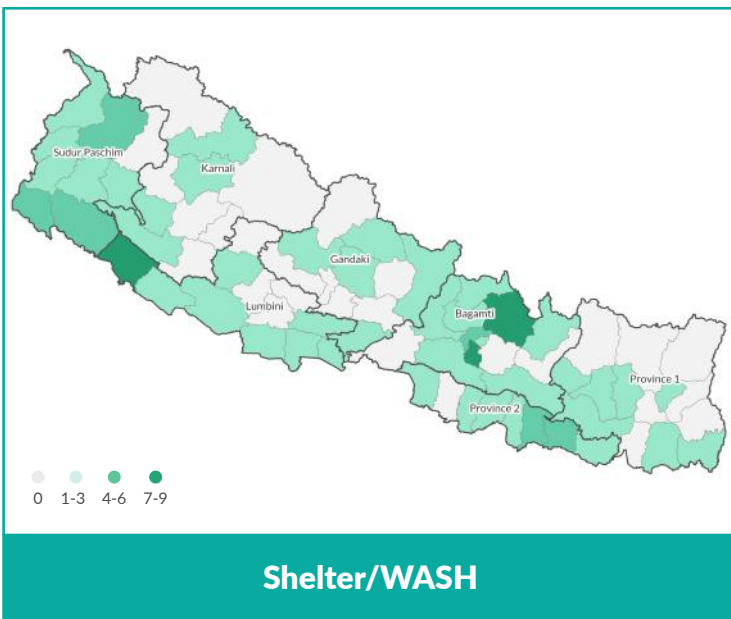 Sudur Paschim
Karnali
Gandaki
Lumbini
Bagamti
Province 1
Province 2
0 1-3 4-6 7-9
Shelter/WASH